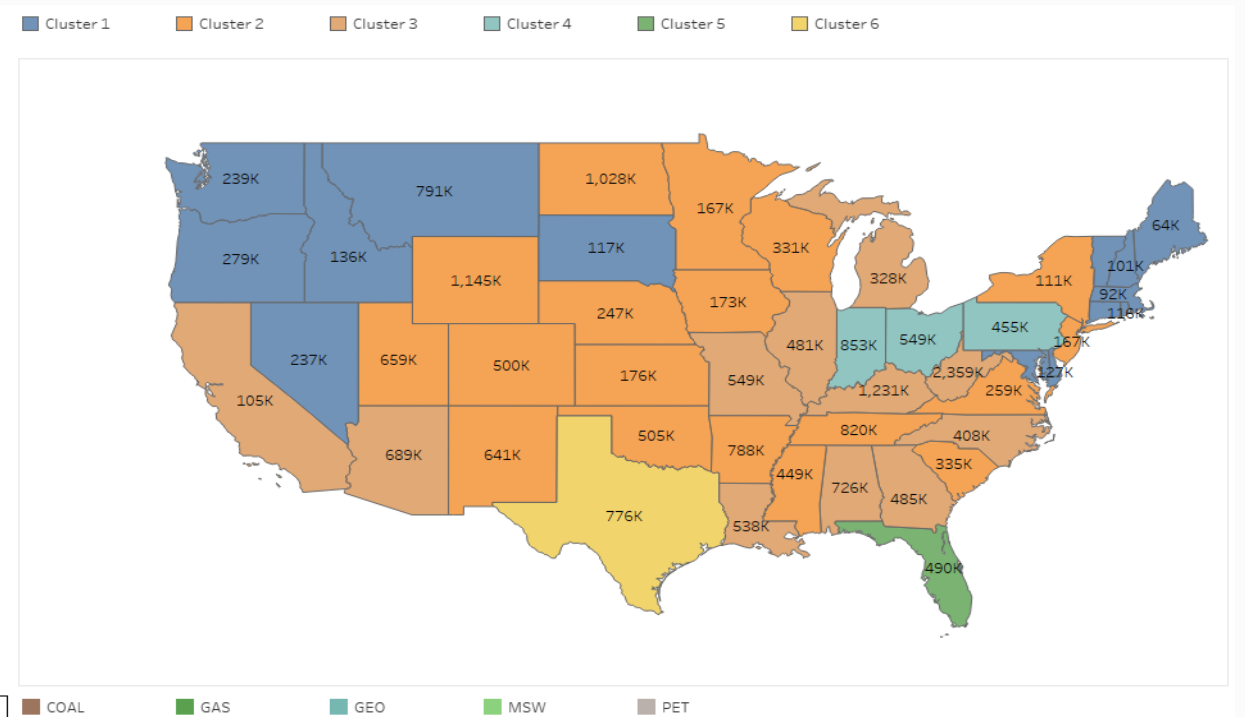 Cluster 1 Cluster 2 Cluster 3 Cluster 4 Cluster 5 Cluster 6
239K
791K
1,028K
167K
64K
279K
136K
117K
331K
101K
1,145K
328K
111K
92K
116K
247K
173K
455K
167K
237K
659K
500K
481K
853K
549K
176K
549K
2,359K
127K
105K
1,231K
259K
689K
641K
505K
788K
820K
408K
449K
726K
485K
335K
776K
538K
490K
COAL GAS GEO MSW PET